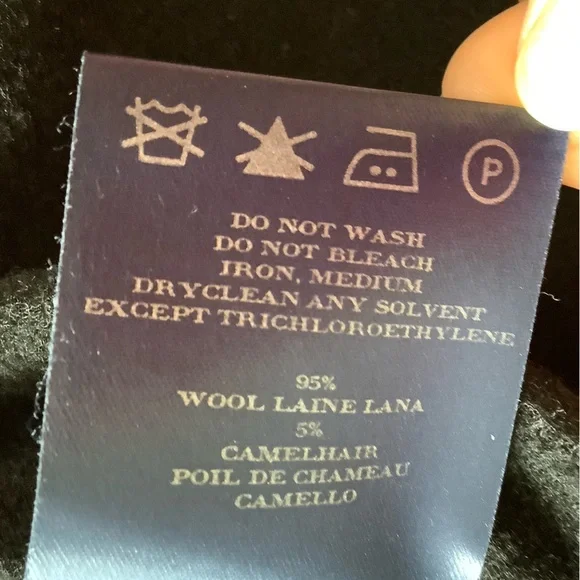 P
DO NOT WASH
DO NOT BLEACH
IRON, MEDIUM
DRYCLEAN ANY SOLVENT
EXCEPT TRICHLOROETHYLENE
95%
WOOL LAINE LANA
5%
CAMELHAIR
POIL DE CHAMEAU
CAMELLO